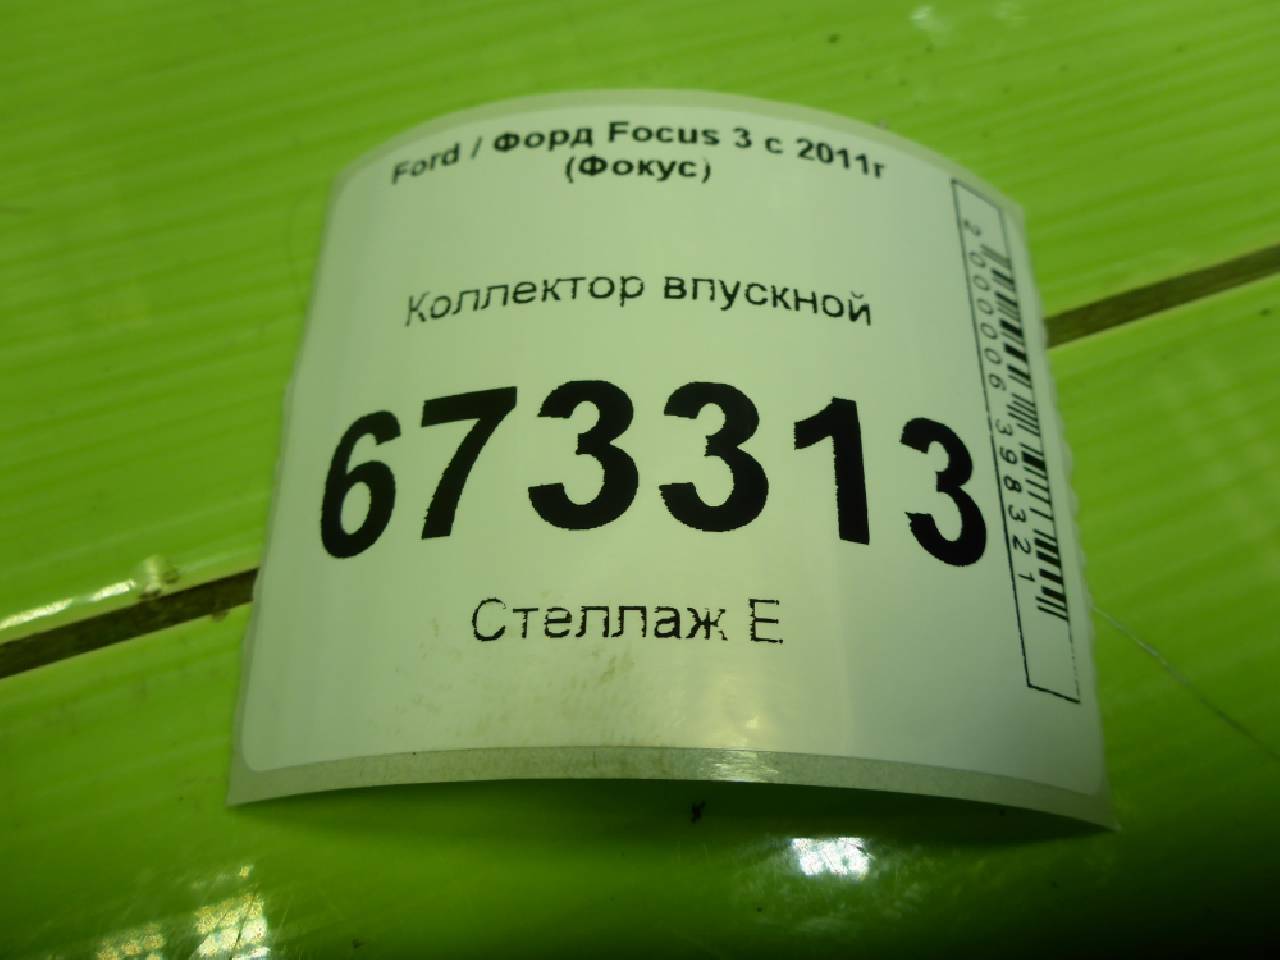 Ford / Форд Focus 3 с 2011г
(Фокус)
Коллектор впускной
673313
Стеллаж Е
2000006398321